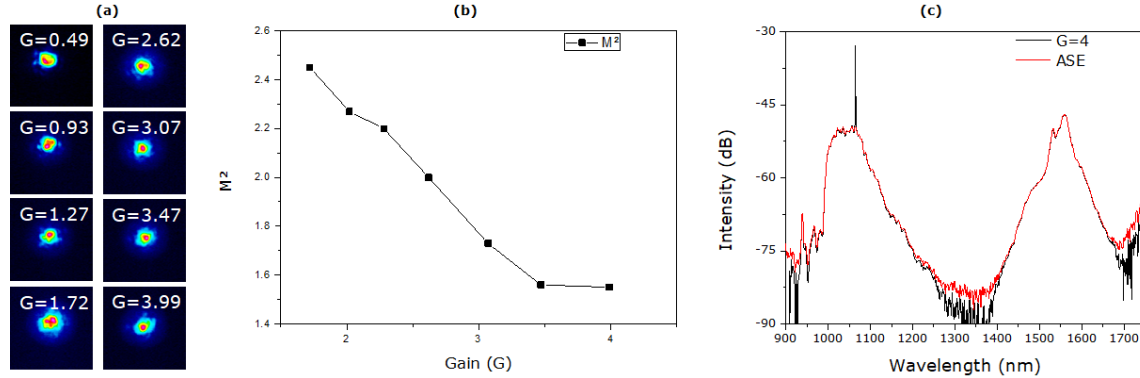 (a)
G=0.49
G=2.62
G=0.93
G=3.07
G=1.27
G=3.47
G=1.72
G=3.99
(b)
2.6
2.4
2.2
2.0
1.8
1.6
1.4
M²
M²
2
3
4
Gain (G)
(c)
-30
-45
-60
-75
-90
Intensity (dB)
G=4
ASE
900 1000 1100 1200 1300 1400 1500 1600 1700
Wavelength (nm)